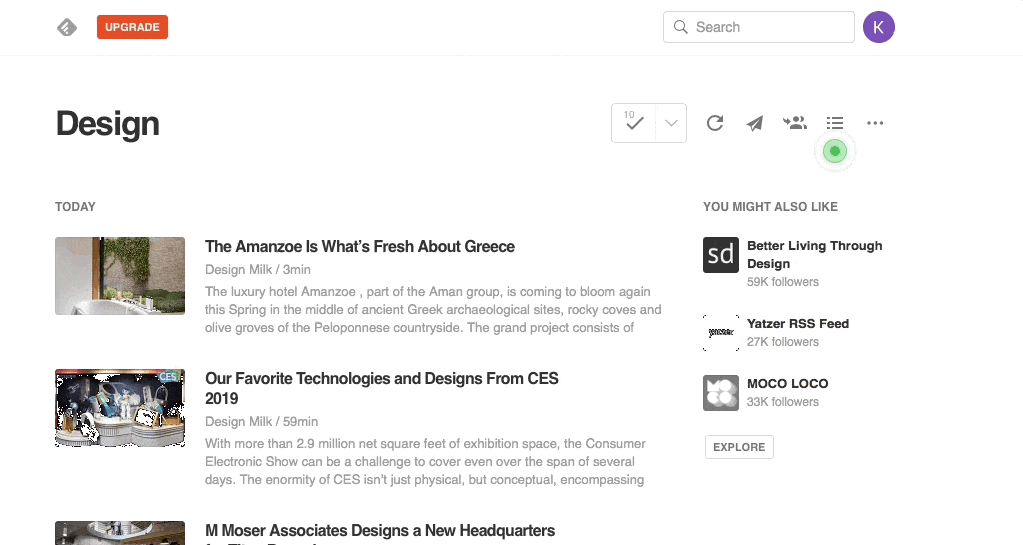 UPGRADE
Search
K
Design
10
TODAY
The Amanzoe Is What’s Fresh About Greece
Design Milk / 3min
The luxury hotel Amanzoe , part of the Aman group, is coming to bloom again
this Spring in the middle of ancient Greek archaeological sites, rocky coves and
olive groves of the Peloponnese countryside. The grand project consists of
CES
Our Favorite Technologies and Designs From CES
2019
Design Milk / 59min
With more than 2.9 million net square feet of exhibition space, the Consumer
Electronic Show can be a challenge to cover even over the span of several
days. The enormity of CES isn't just physical, but conceptual, encompassing
M Moser Associates Designs a New Headquarters
YOU MIGHT ALSO LIKE
sd
Better Living Through
Design
59K followers
Yatzer RSS Feed
27K followers
MOCO LOCO
33K followers
EXPLORE